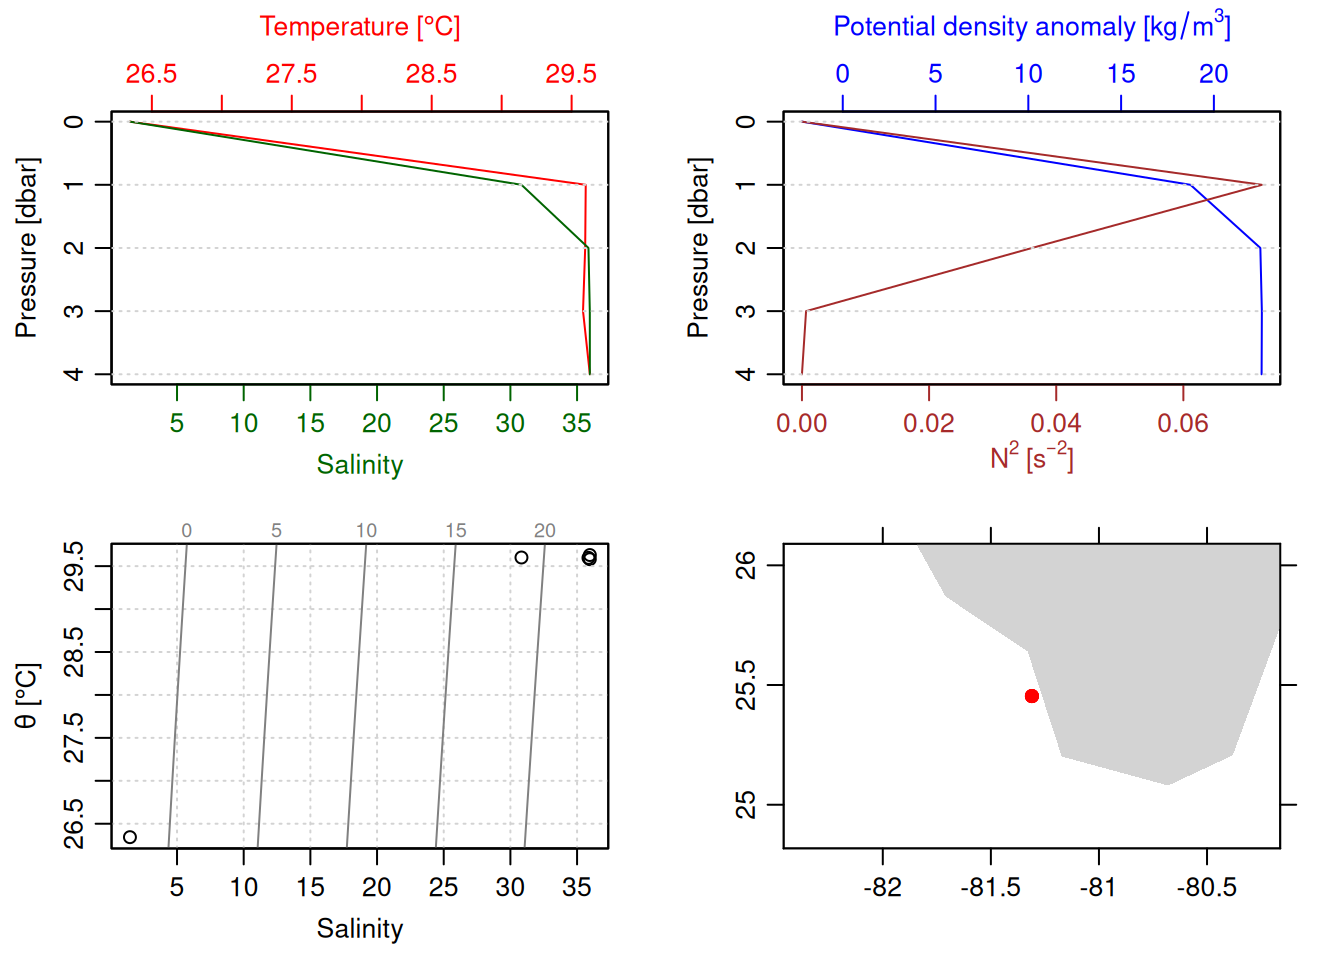 Temperature [°C]
26.5 27.5 28.5 29.5
Pressure [dbar]
0
1
2
3
4
5 10 15 20 25 30 35
Salinity
Potential density anomaly [kg/m³]
0 5 10 15 20
Pressure [dbar]
0
1
2
3
4
0.00 0.02 0.04 0.06
N² [s⁻²]
0 5 10 15 20
θ [°C]
29.5
28.5
27.5
26.5
5 10 15 20 25 30 35
Salinity
26
25.5
25
-82 -81.5 -81 -80.5